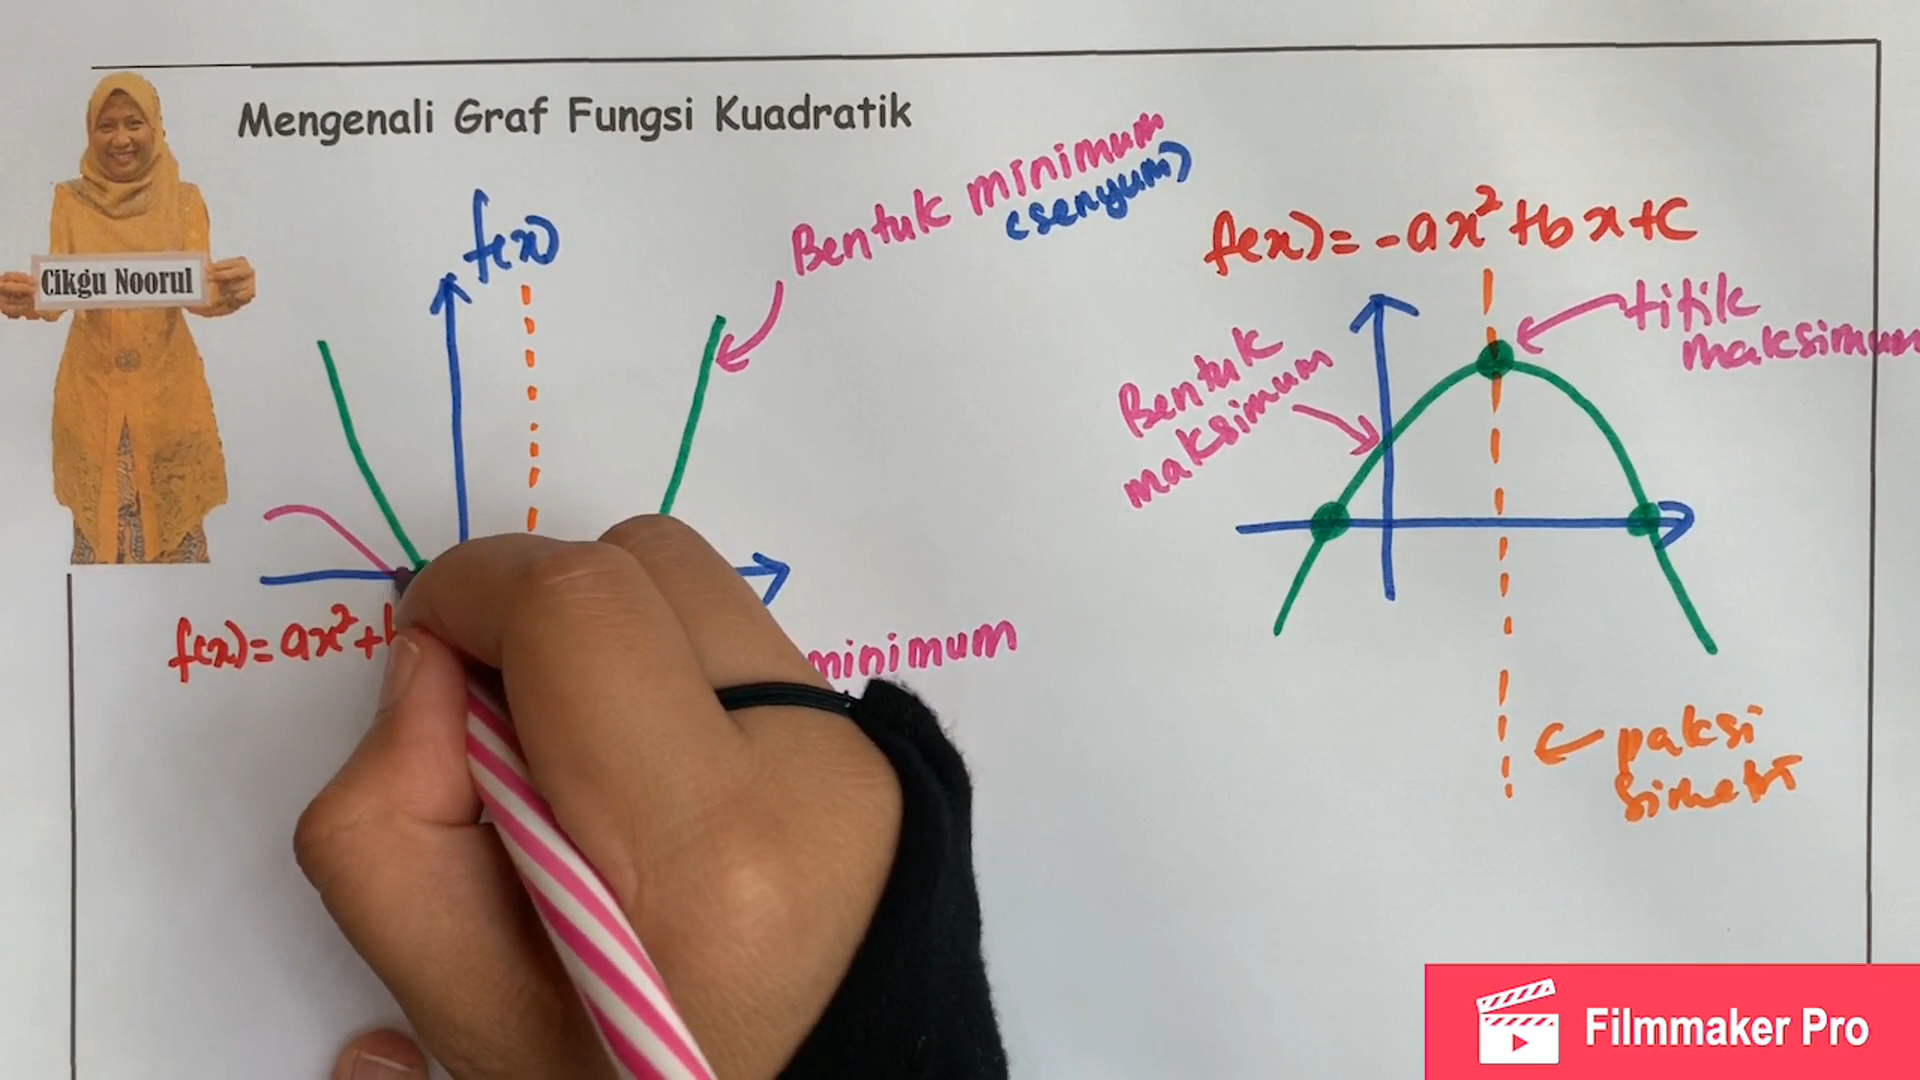 Mengenali Graf Fungsi Kuadratik
Cikgu Noorul
f(x)
Bentuk minimum
(senyum)
f(x) = ax² + b
minimum
f(x) = -ax² + bx + c
titik
maksimum
Bentuk
maksimum
paksi
simetri
Filmmaker Pro